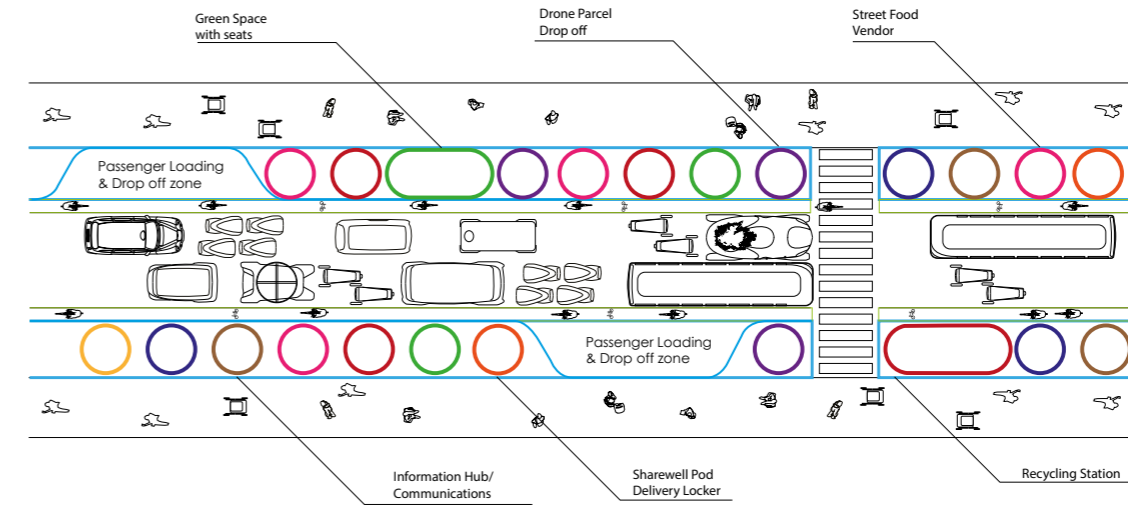 Green Space
with seats
Drone Parcel
Drop off
Street Food
Vendor
Passenger Loading
& Drop off zone
Passenger Loading
& Drop off zone
Information Hub/
Communications
Sharewell Pod
Delivery Locker
Recycling Station